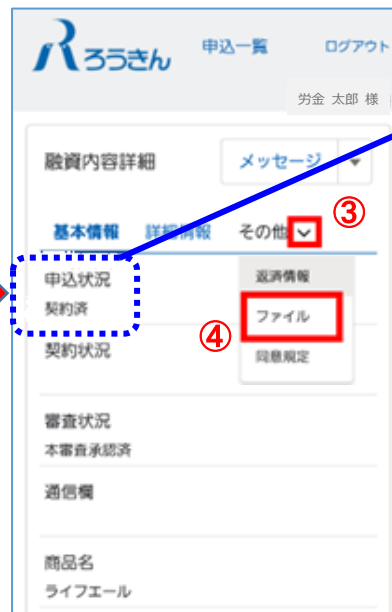 ろうきん 申込一覧 ログアウト
労金 太郎 様
融資内容詳細 メッセージ
③
基本情報 詳細情報 その他
申込状況 返済情報
契約済 ファイル
④
契約状況 同意規定
審査状況
本審査承認済
通信欄
商品名
ライフエール